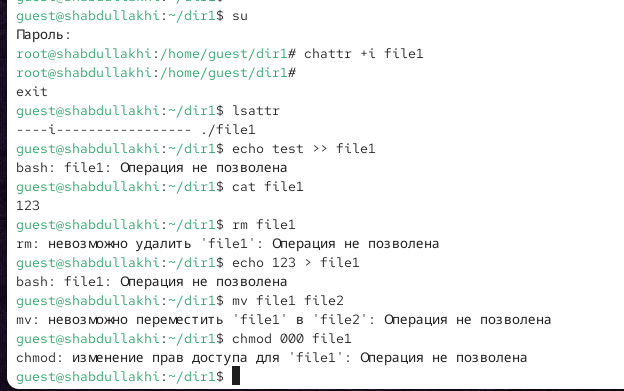 guest@shabdullakhi:~/dir1$ su
Пароль:
root@shabdullakhi:/home/guest/dir1# chattr +i file1
root@shabdullakhi:/home/guest/dir1#
exit
guest@shabdullakhi:~/dir1$ lsattr
----i----------------- ./file1
guest@shabdullakhi:~/dir1$ echo test >> file1
bash: file1: Операция не позволена
guest@shabdullakhi:~/dir1$ cat file1
123
guest@shabdullakhi:~/dir1$ rm file1
rm: невозможно удалить 'file1': Операция не позволена
guest@shabdullakhi:~/dir1$ echo 123 > file1
bash: file1: Операция не позволена
guest@shabdullakhi:~/dir1$ mv file1 file2
mv: невозможно переместить 'file1' в 'file2': Операция не позволена
guest@shabdullakhi:~/dir1$ chmod 000 file1
chmod: изменение прав доступа для 'file1': Операция не позволена
guest@shabdullakhi:~/dir1$